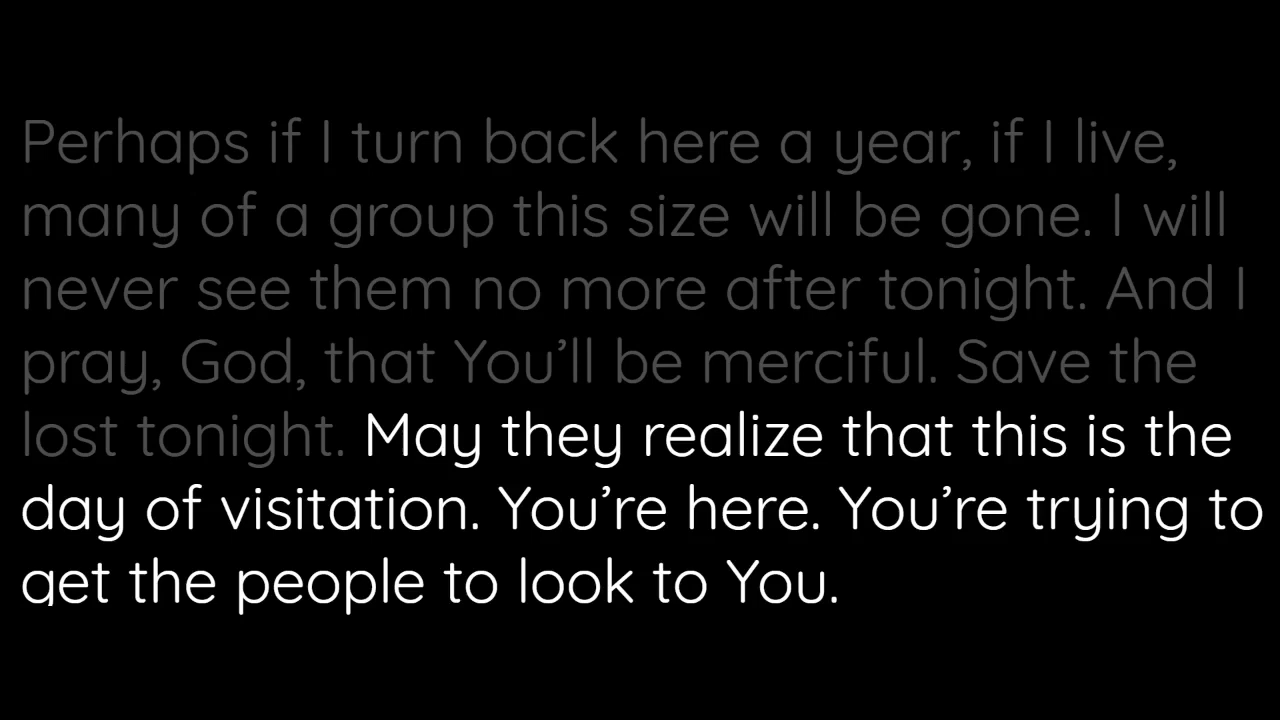 Perhaps if I turn back here a year, if I live,
many of a group this size will be gone. I will
never see them no more after tonight. And I
pray, God, that You’ll be merciful. Save the
lost tonight. May they realize that this is the
day of visitation. You’re here. You’re trying to
get the people to look to You.